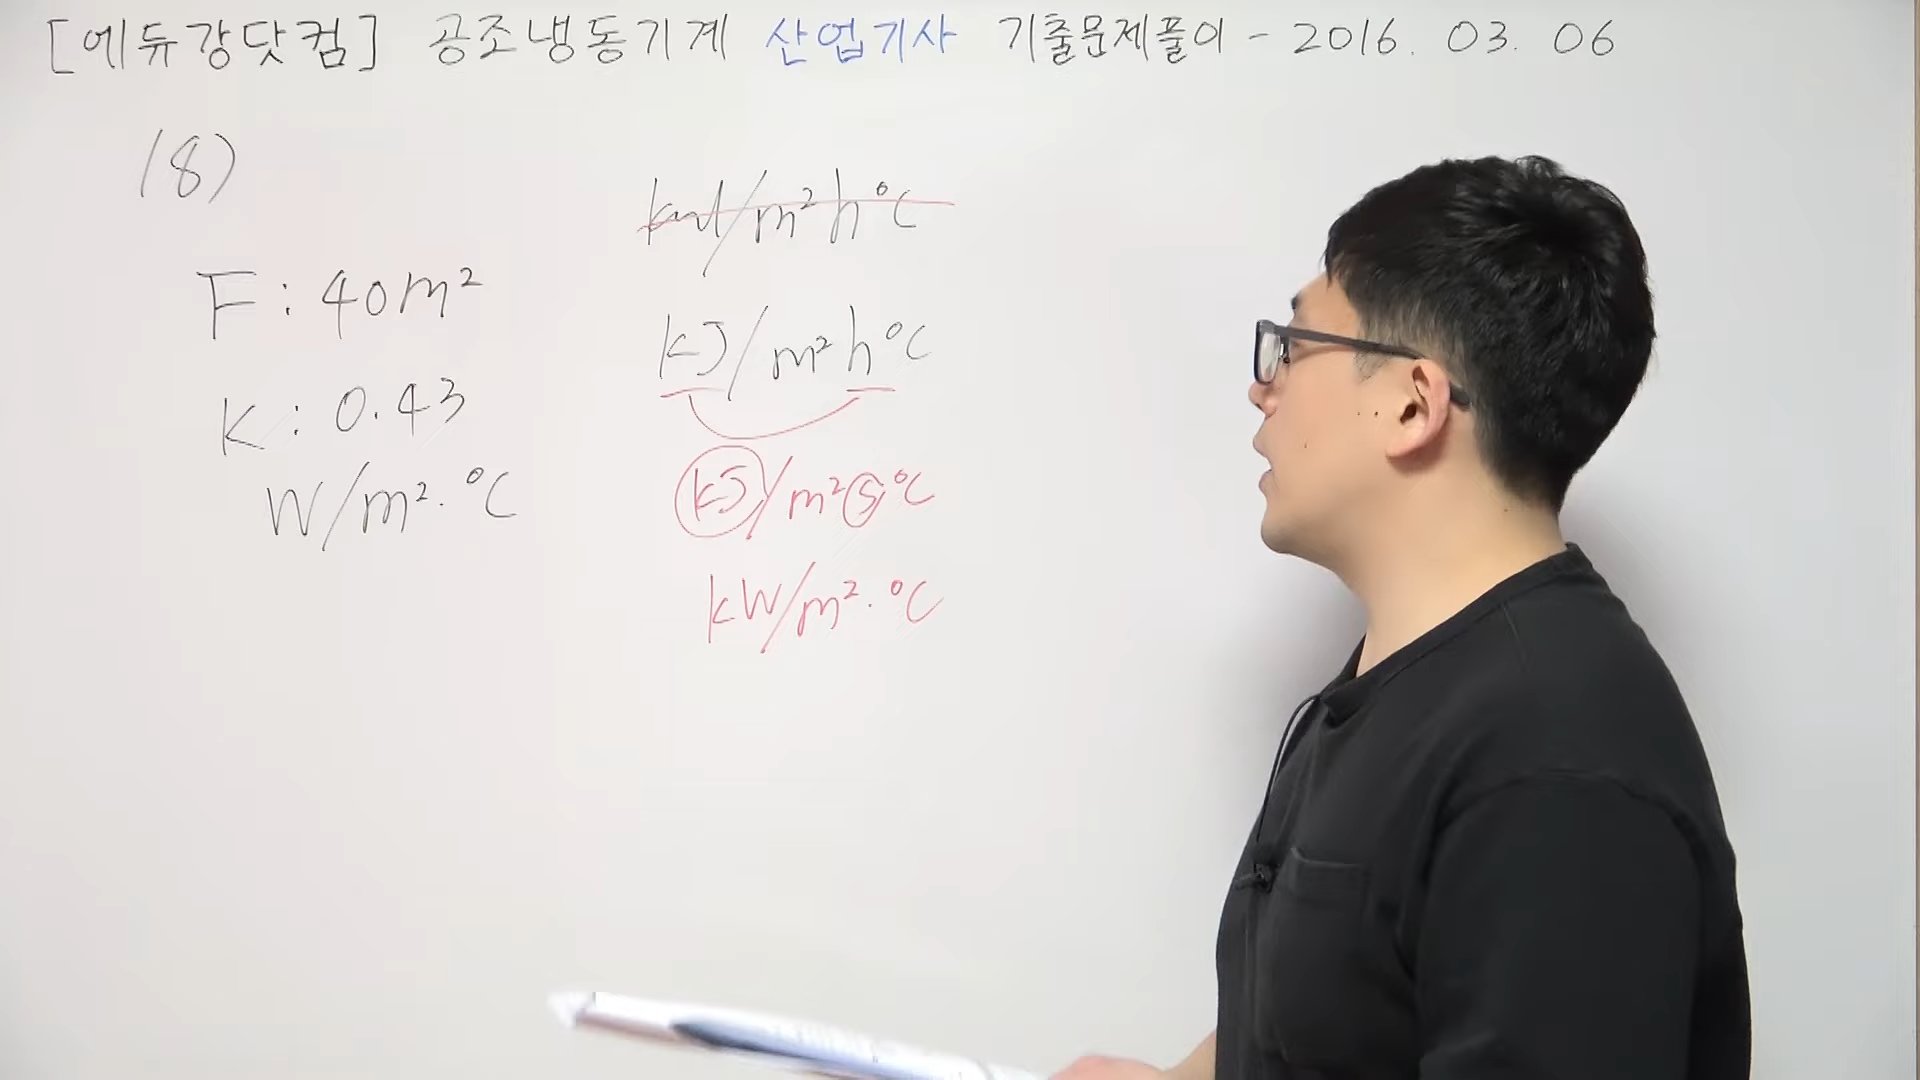 [에듀강닷컴] 공조냉동기계 산업기사 기출문제풀이 - 2016. 03. 06
18)
F : 40m²
K : 0.43
W/m²·℃
kcal/m²h℃
kJ/m²h℃
kJ/m²s℃
kW/m²·℃